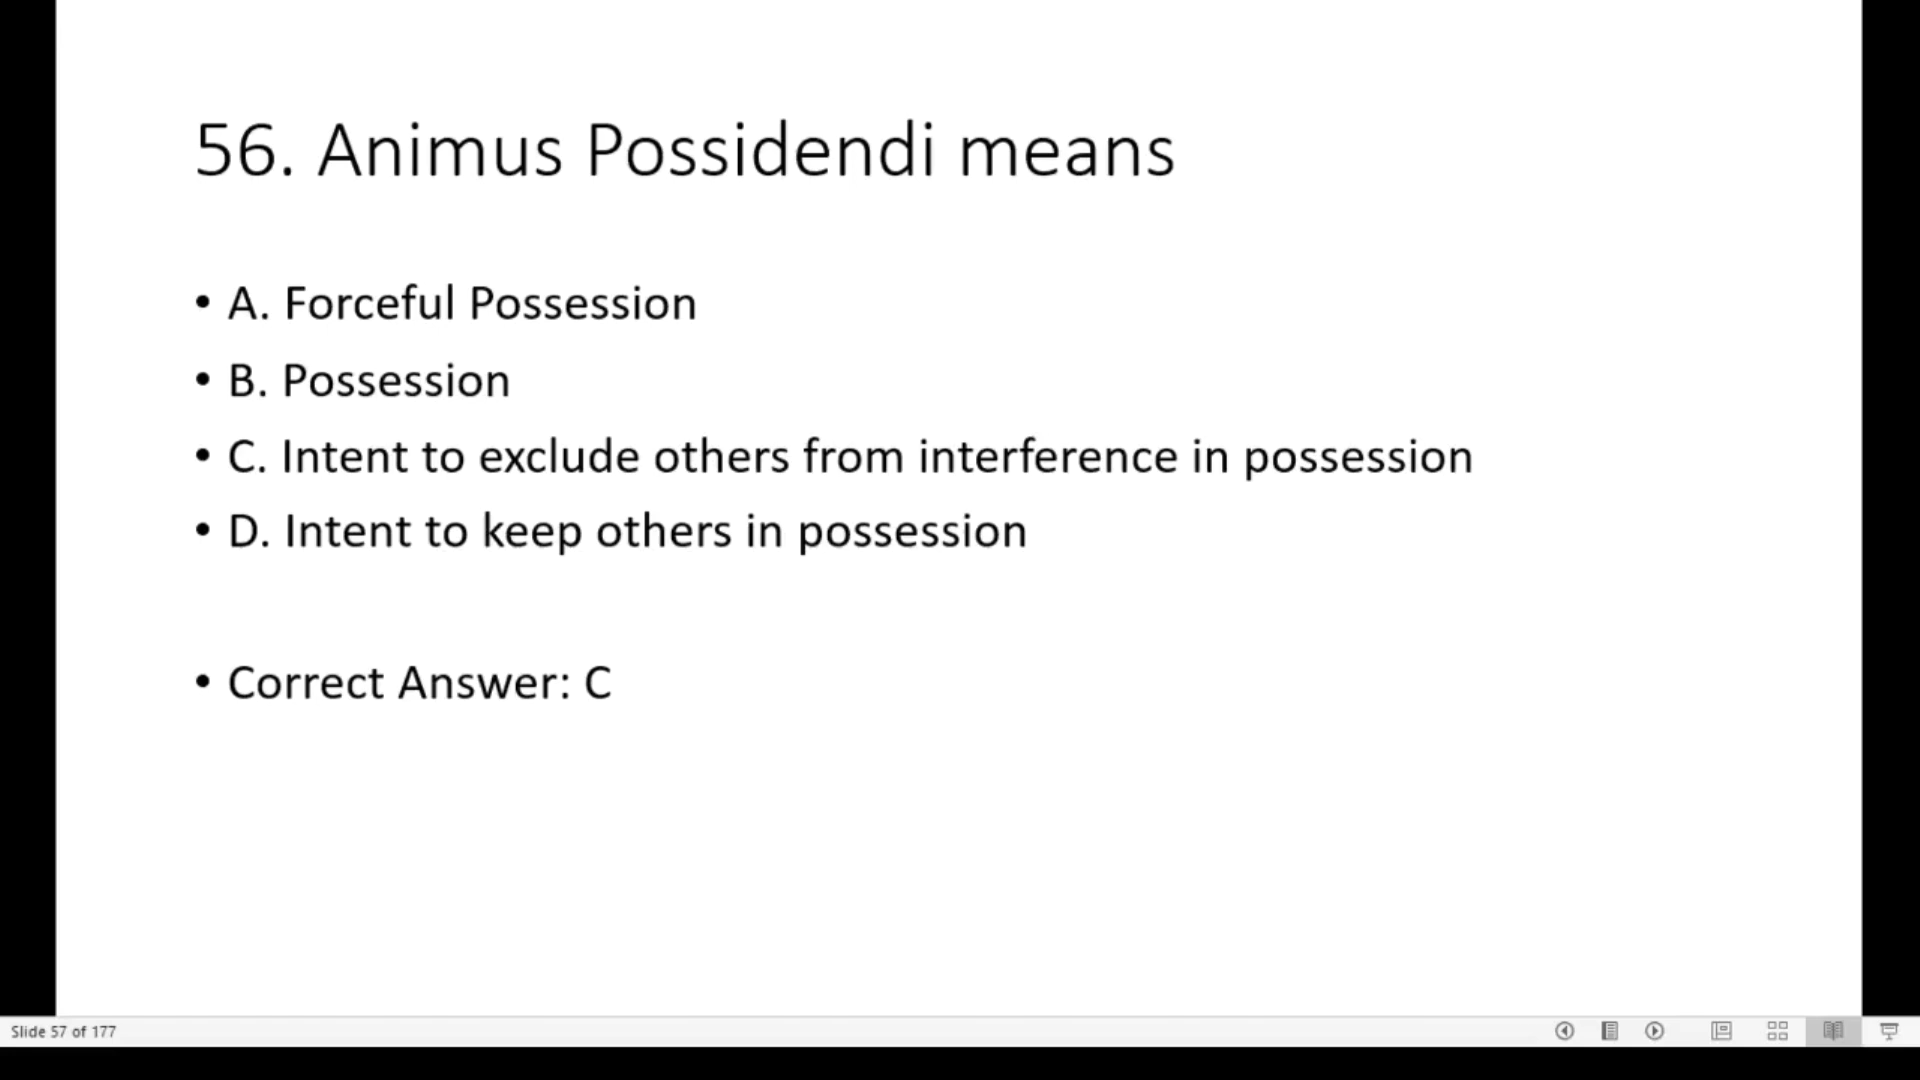 56. Animus Possidendi means
• A. Forceful Possession
• B. Possession
• C. Intent to exclude others from interference in possession
• D. Intent to keep others in possession
• Correct Answer: C
Slide 57 of 177